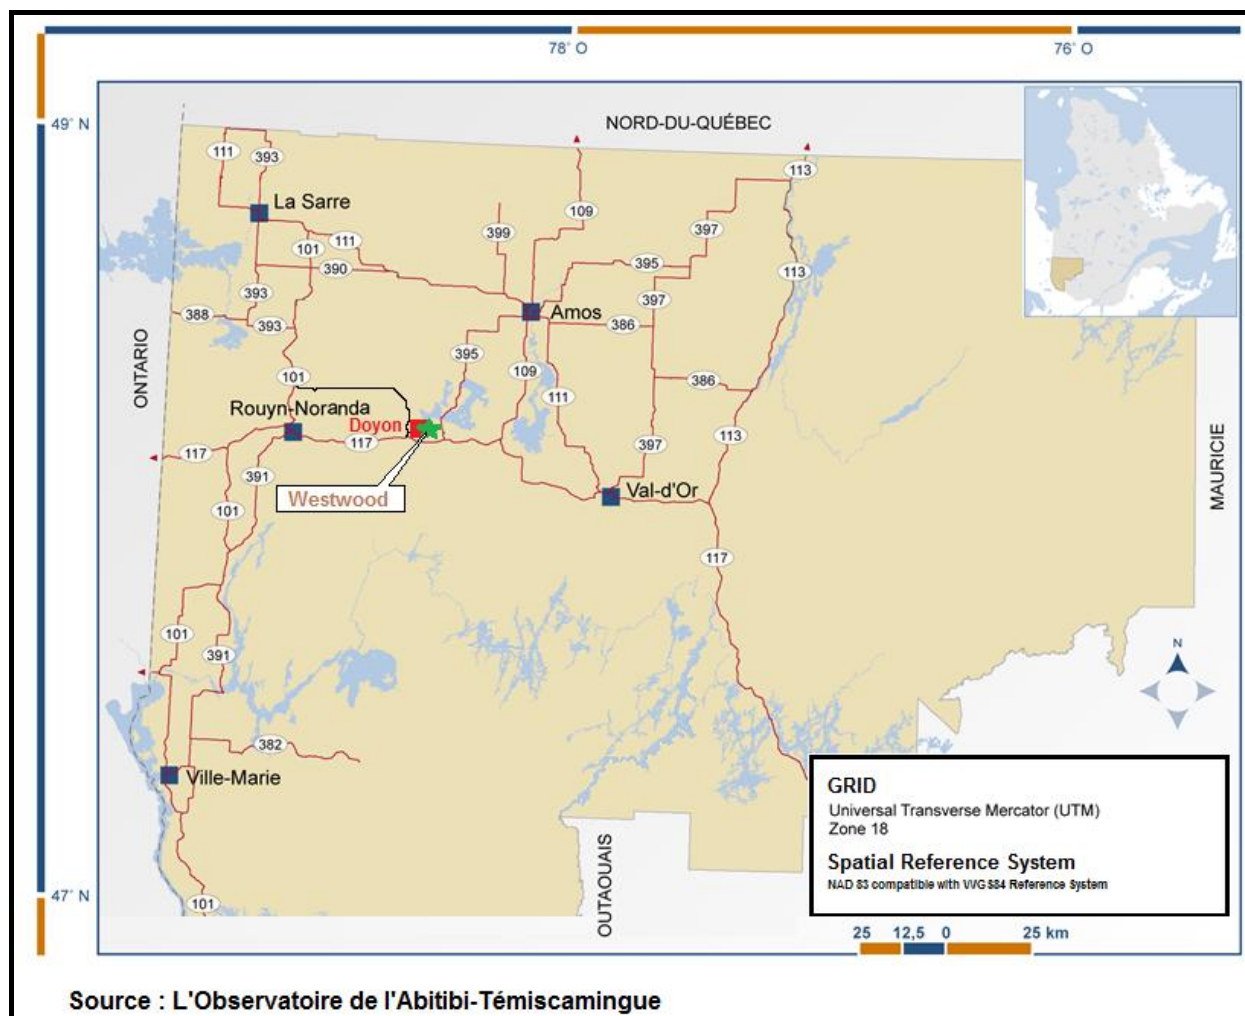 78° O
76° O
49° N
NORD-DU-QUÉBEC
111
393
113
La Sarre
109
399
397
101
111
390
395
113
393
397
388
393
Amos
386
ONTARIO
395
109
101
386
111
Rouyn-Noranda
Doyon
117
117
397
113
MAURICIE
391
Westwood
Val-d'Or
101
117
101
391
N
382
Ville-Marie
GRID
Universal Transverse Mercator (UTM)
Zone 18
Spatial Reference System
NAD 83 compatible with WGS84 Reference System
OUTAOUAIS
47° N
101
25 12,5 0 25 km
Source : L'Observatoire de l'Abitibi-Témiscamingue